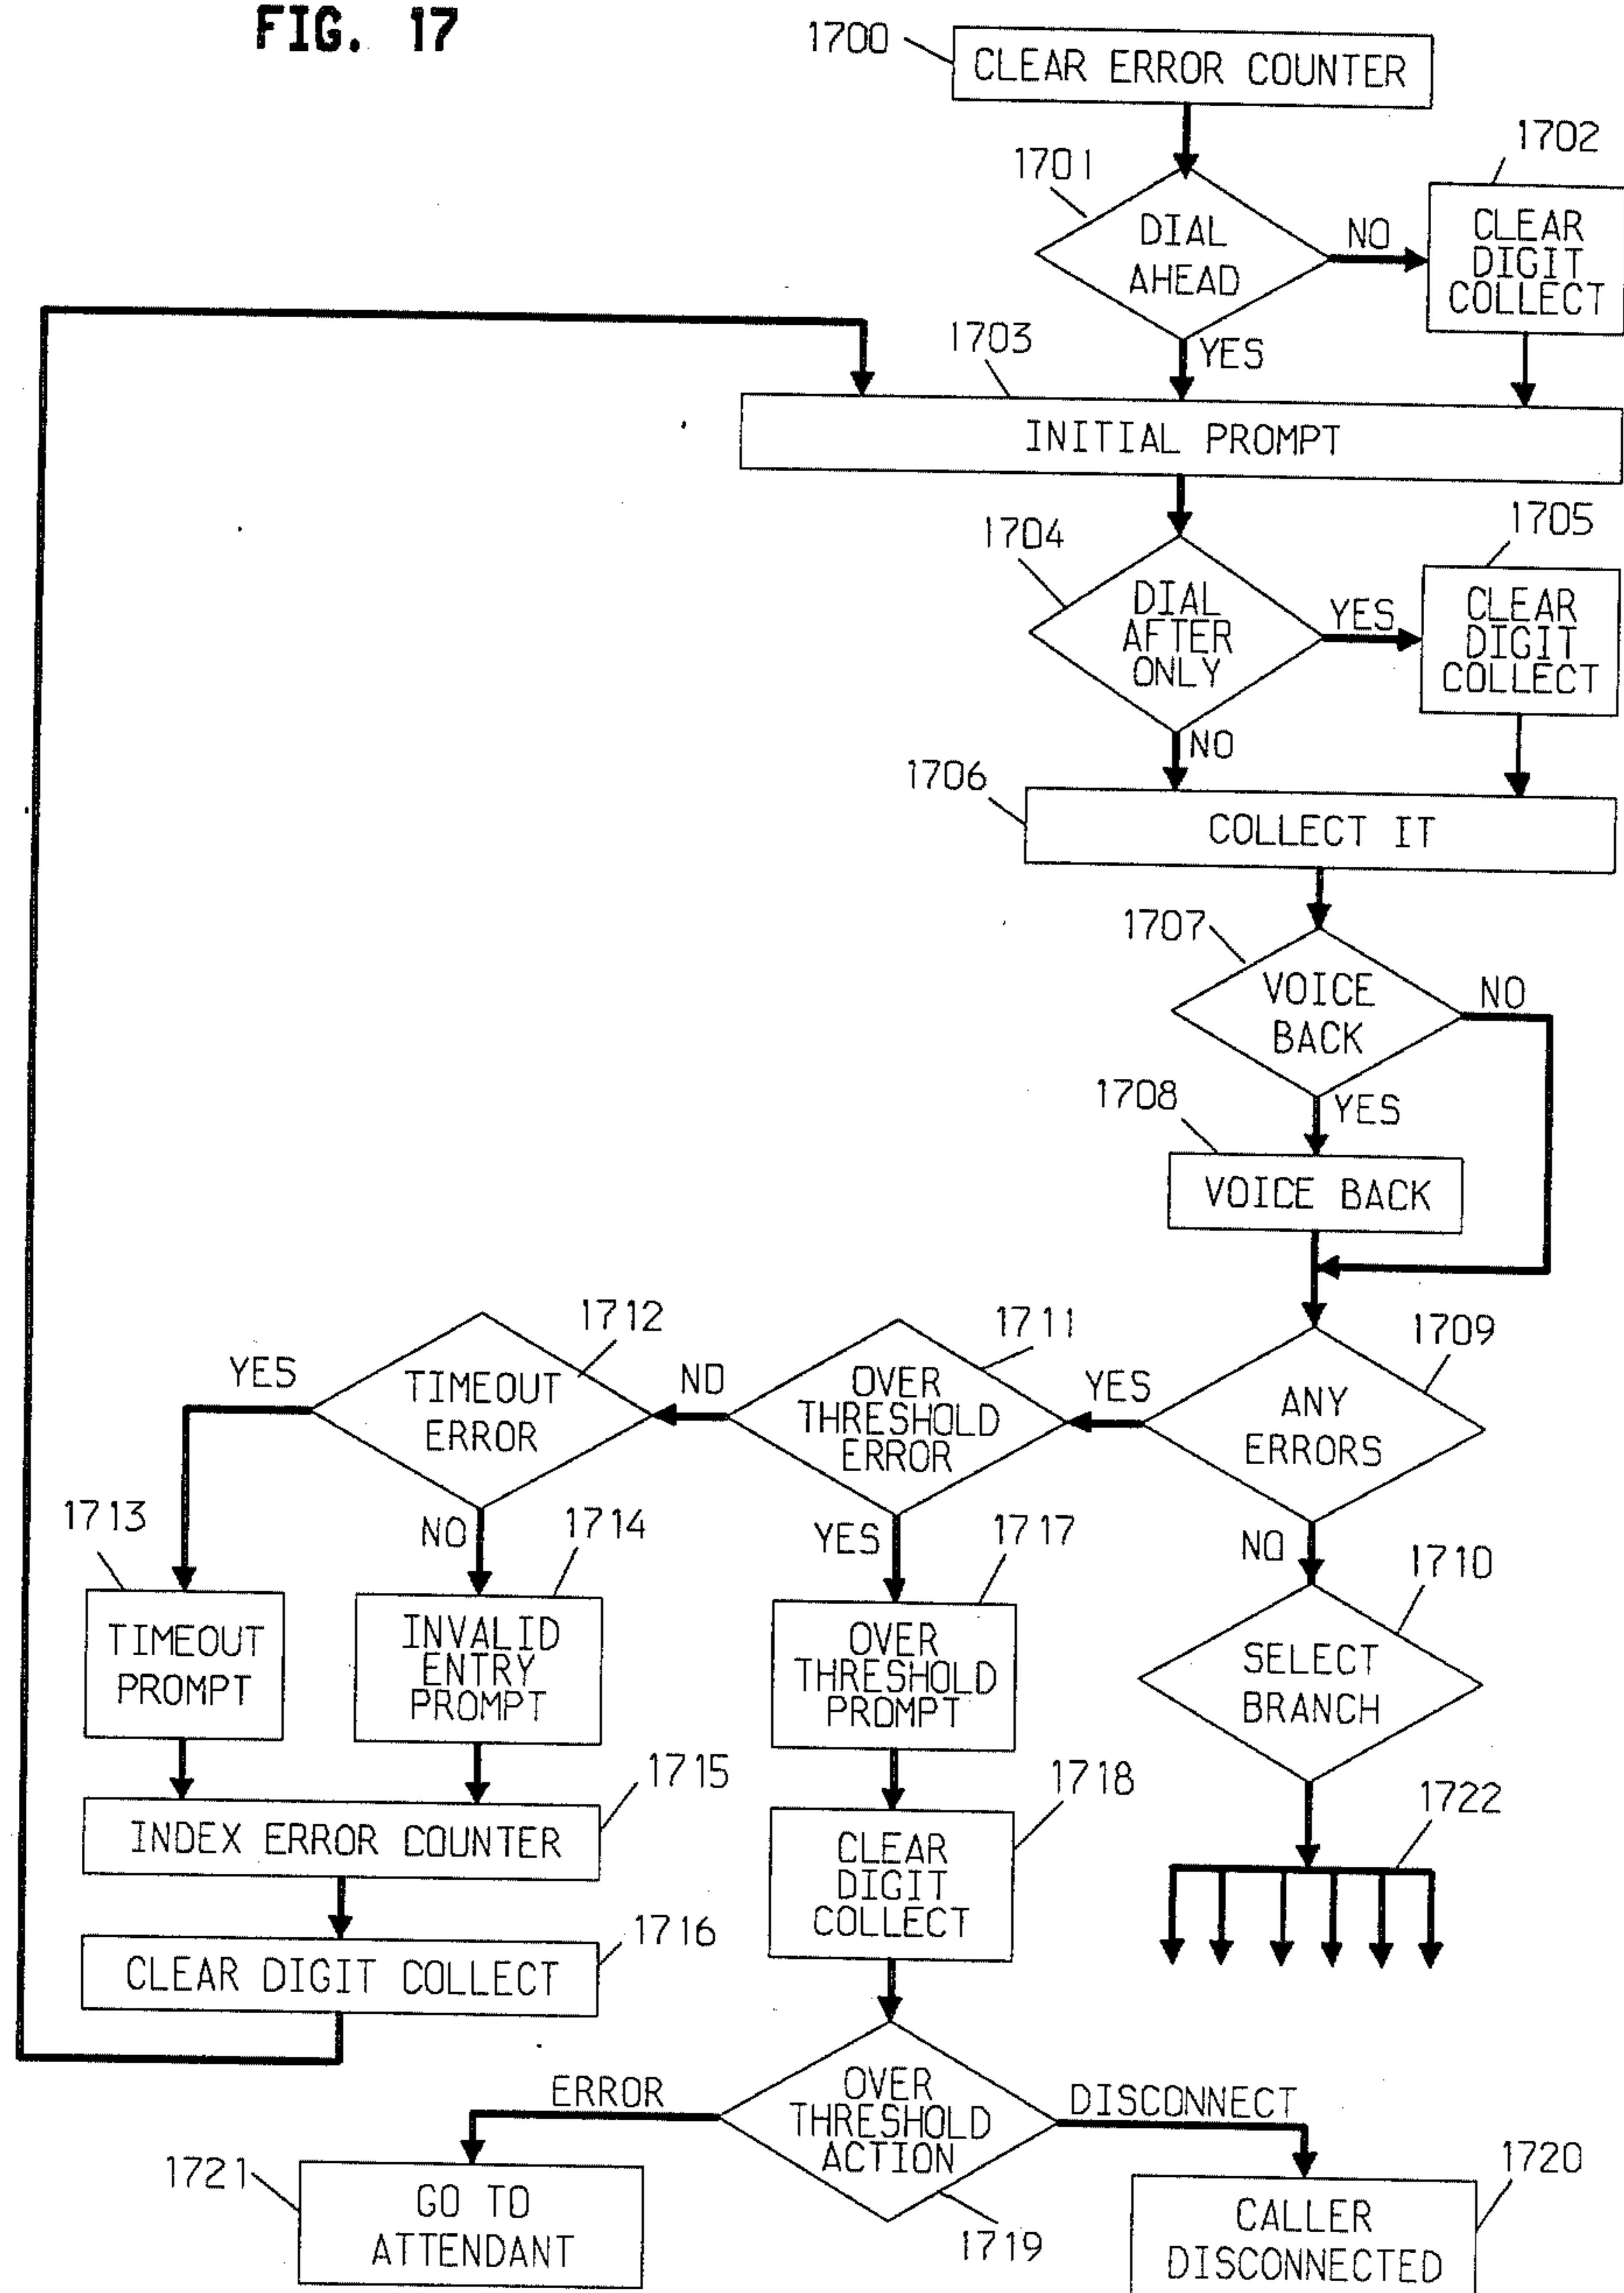 FIG. 17
1700
CLEAR ERROR COUNTER
1701
DIAL
AHEAD
NO
1702
CLEAR
DIGIT
COLLECT
YES
1703
INITIAL PROMPT
1704
DIAL
AFTER
ONLY
YES
1705
CLEAR
DIGIT
COLLECT
NO
1706
COLLECT IT
1707
VOICE
BACK
NO
YES
1708
VOICE BACK
1709
ANY
ERRORS
YES
1711
OVER
THRESHOLD
ERROR
NO
1712
TIMEOUT
ERROR
YES
1713
TIMEOUT
PROMPT
NO
1714
INVALID
ENTRY
PROMPT
YES
1717
OVER
THRESHOLD
PROMPT
NO
1710
SELECT
BRANCH
1715
INDEX ERROR COUNTER
1718
CLEAR
DIGIT
COLLECT
1722
1716
CLEAR DIGIT COLLECT
ERROR
OVER
THRESHOLD
ACTION
DISCONNECT
1719
1721
GO TO
ATTENDANT
1720
CALLER
DISCONNECTED